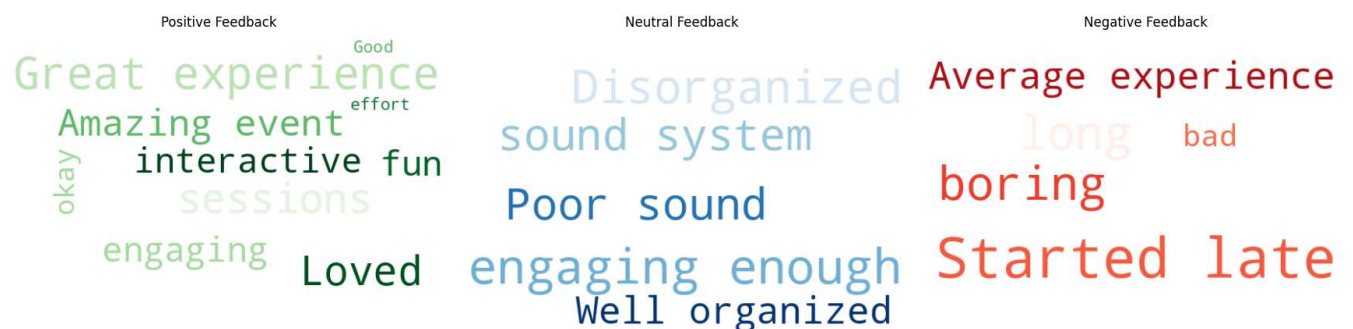 Positive Feedback
Good
Great experience
effort
Amazing event
interactive fun
okay
sessions
engaging
Loved
Neutral Feedback
Disorganized
sound system
Poor sound
engaging enough
Well organized
Negative Feedback
Average experience
long
bad
boring
Started late